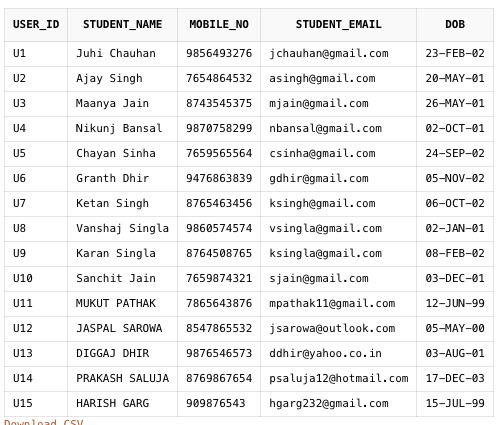 USER_ID STUDENT_NAME MOBILE_NO STUDENT_EMAIL DOB
U1 Juhi Chauhan 9856493276 jchauhan@gmail.com 23-FEB-02
U2 Ajay Singh 7654864532 asingh@gmail.com 20-MAY-01
U3 Maanya Jain 8743545375 mjain@gmail.com 26-MAY-01
U4 Nikunj Bansal 9870758299 nbansal@gmail.com 02-OCT-01
U5 Chayan Sinha 7659565564 csinha@gmail.com 24-SEP-02
U6 Granth Dhir 9476863839 gdhir@gmail.com 05-NOV-02
U7 Ketan Singh 8765463456 ksingh@gmail.com 06-OCT-02
U8 Vanshaj Singla 9860574574 vsingla@gmail.com 02-JAN-01
U9 Karan Singla 8764508765 ksingla@gmail.com 08-FEB-02
U10 Sanchit Jain 7659874321 sjain@gmail.com 03-DEC-01
U11 MUKUT PATHAK 7865643876 mpathak11@gmail.com 12-JUN-99
U12 JASPAL SAROWA 8547865532 jsarowa@outlook.com 05-MAY-00
U13 DIGGAJ DHIR 9876546573 ddhir@yahoo.co.in 03-AUG-01
U14 PRAKASH SALUJA 8769867654 psaluja12@hotmail.com 17-DEC-03
U15 HARISH GARG 909876543 hgarg232@gmail.com 15-JUL-99
Download CSV